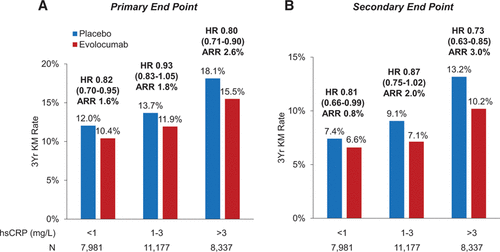 A
Primary End Point
Placebo
Evolocumab
HR 0.82
(0.70-0.95)
ARR 1.6%
HR 0.93
(0.83-1.05)
ARR 1.8%
HR 0.80
(0.71-0.90)
ARR 2.6%
3Yr KM Rate
20%
15%
10%
5%
0%
12.0%
10.4%
13.7%
11.9%
18.1%
15.5%
hsCRP (mg/L) <1 1-3 >3
N 7,981 11,177 8,337
B
Secondary End Point
HR 0.81
(0.66-0.99)
ARR 0.8%
HR 0.87
(0.75-1.02)
ARR 2.0%
HR 0.73
(0.63-0.85)
ARR 3.0%
3Yr KM Rate
15%
10%
5%
0%
7.4%
6.6%
9.1%
7.1%
13.2%
10.2%
<1 1-3 >3
7,981 11,177 8,337